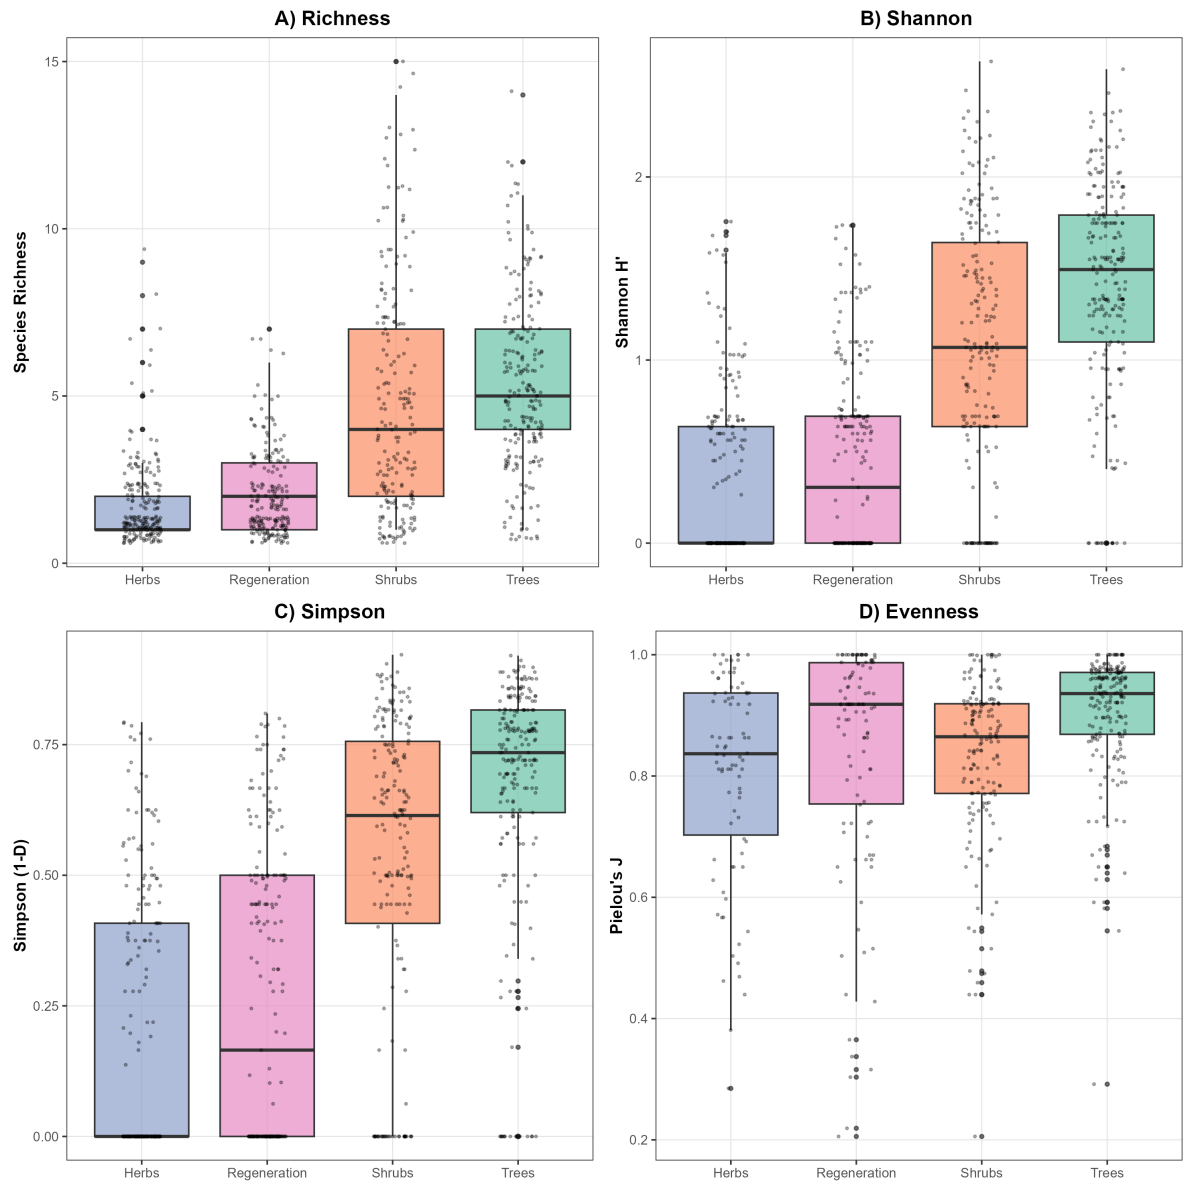 A) Richness
Species Richness
15
10
5
0
Herbs Regeneration Shrubs Trees
B) Shannon
Shannon H'
2
1
0
Herbs Regeneration Shrubs Trees
C) Simpson
Simpson (1-D)
0.75
0.50
0.25
0.00
Herbs Regeneration Shrubs Trees
D) Evenness
Pielou's J
1.0
0.8
0.6
0.4
0.2
Herbs Regeneration Shrubs Trees